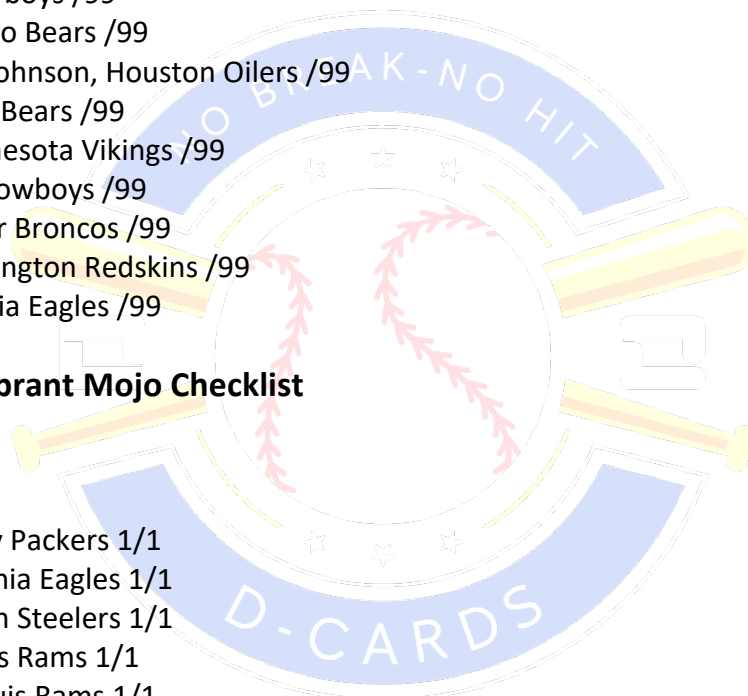 o Bears /99
ohnson, Houston Oilers /99
Bears /99
nesota Vikings /99
owboys /99
r Broncos /99
ington Redskins /99
ia Eagles /99
brant Mojo Checklist
y Packers 1/1
nia Eagles 1/1
n Steelers 1/1
s Rams 1/1
NO BREAK-NO HIT
D-CARDS